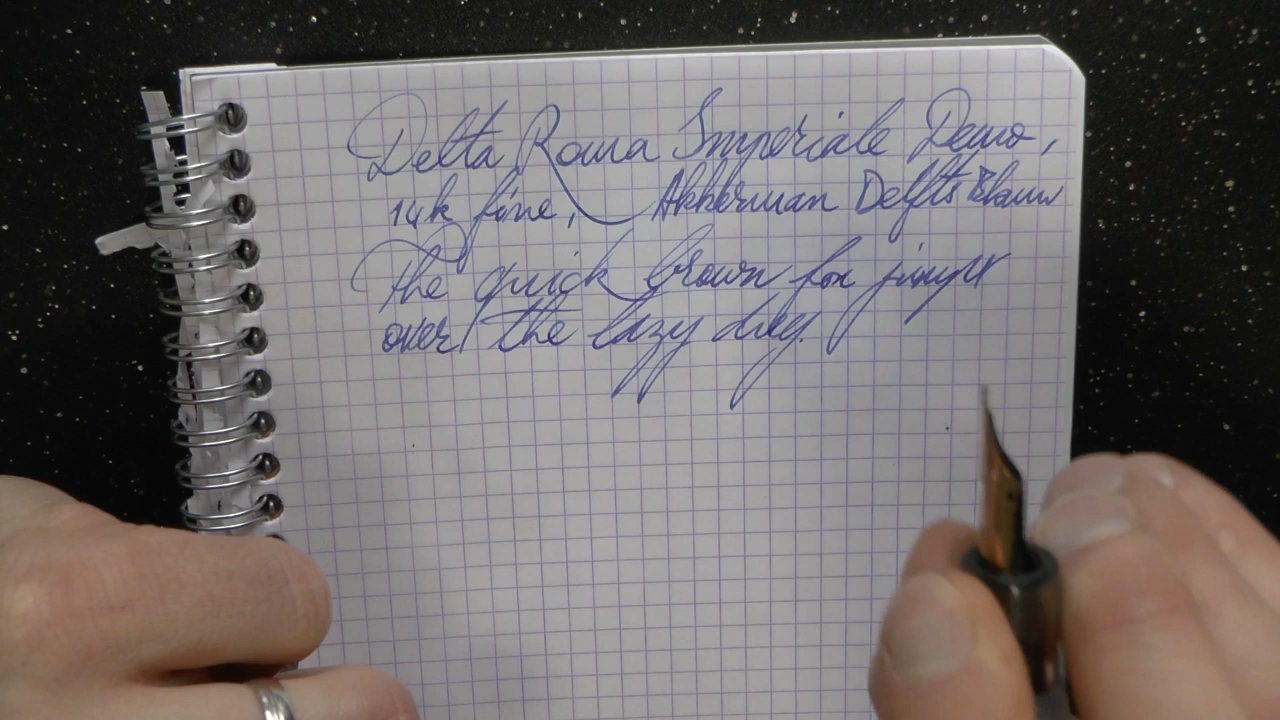 Delta Roma Imperiale Demo,
14k fine, Akkerman Delfts Blauw
The quick brown fox jumps
over the lazy dog.